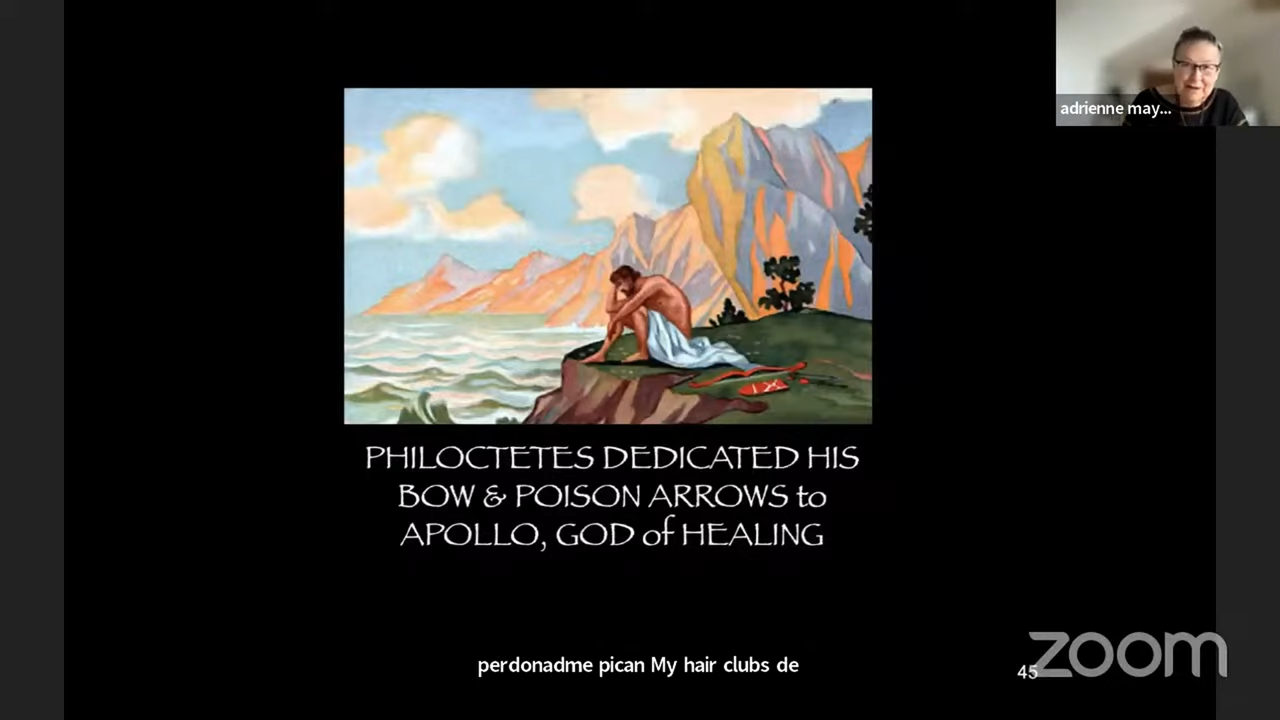 adrienne may...
PHILOCTETES DEDICATED HIS
BOW & POISON ARROWS to
APOLLO, GOD of HEALING
perdonadme pican My hair clubs de
45
zoom